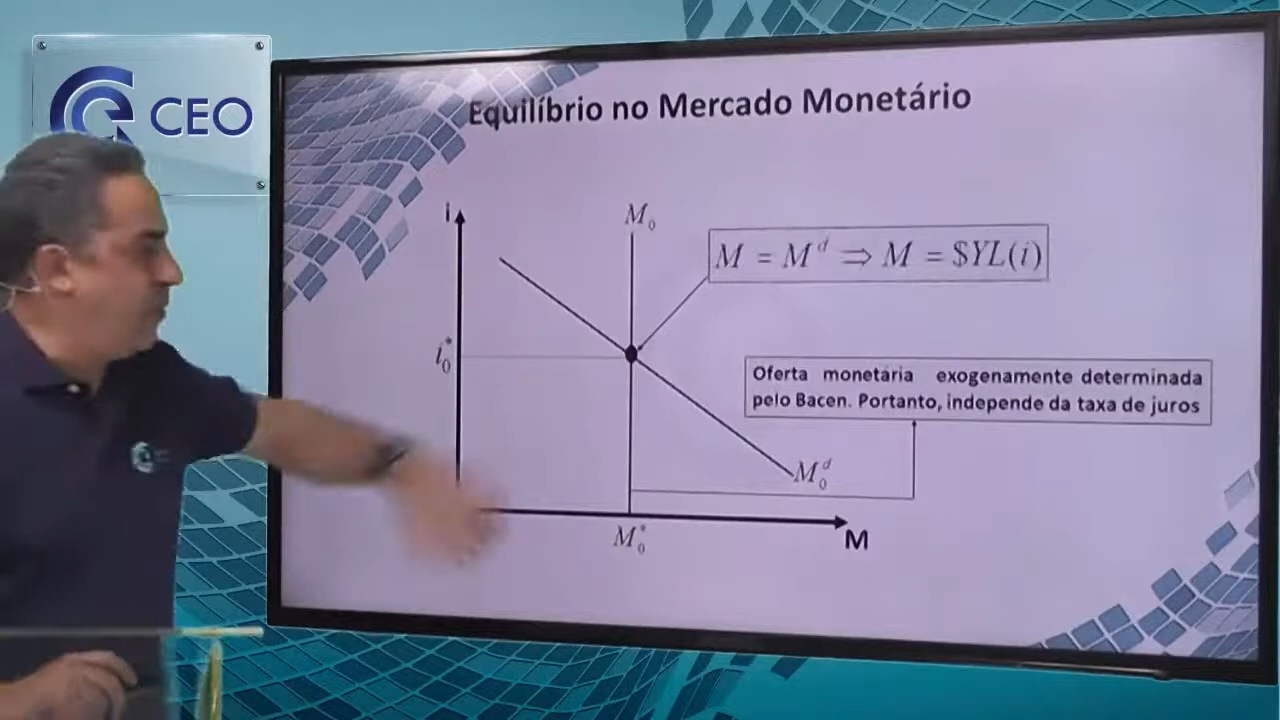 CEO
Equilíbrio no Mercado Monetário
i
M₀
M = Mᵈ ⇒ M = $YL(i)
i₀*
Oferta monetária exogenamente determinada
pelo Bacen. Portanto, independe da taxa de juros
M₀ᵈ
M₀*
M